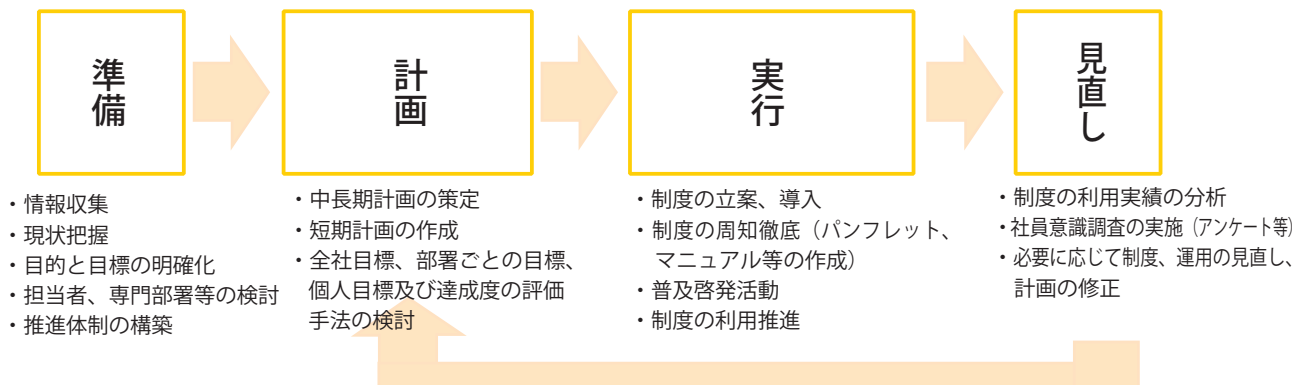 準備
・情報収集
・現状把握
・目的と目標の明確化
・担当者、専門部署等の検討
・推進体制の構築
計画
・中長期計画の策定
・短期計画の作成
・全社目標、部署ごとの目標、
個人目標及び達成度の評価
手法の検討
実行
・制度の立案、導入
・制度の周知徹底（パンフレット、
マニュアル等の作成）
・普及啓発活動
・制度の利用推進
見直し
・制度の利用実績の分析
・社員意識調査の実施（アンケート等）
・必要に応じて制度、運用の見直し、
計画の修正